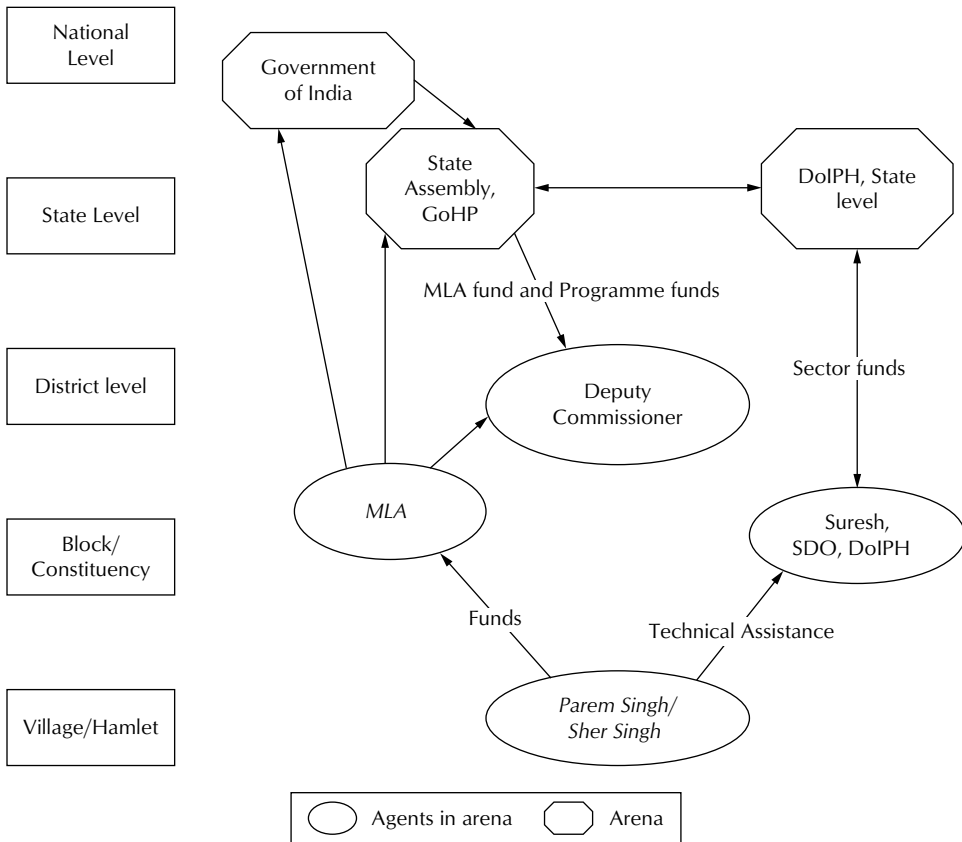 National
Level
Government
of India
State
Assembly,
GoHP
DoIPH, State
level
State Level
MLA fund and Programme funds
District level
Deputy
Commissioner
Sector funds
MLA
Suresh,
SDO, DoIPH
Block/
Constituency
Funds
Technical Assistance
Village/Hamlet
Parem Singh/
Sher Singh
Agents in arena
Arena